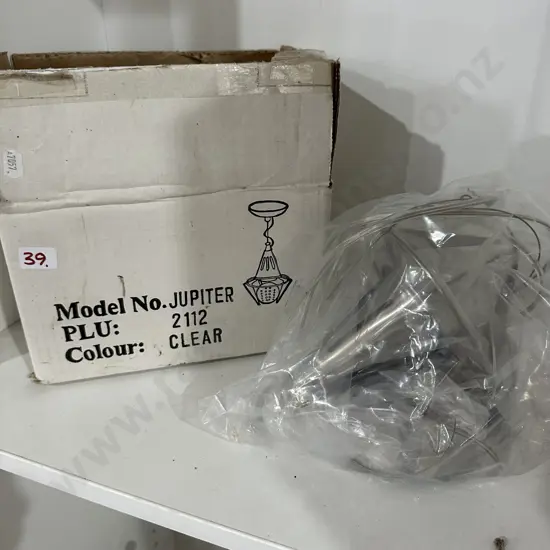 39.
Model No. JUPITER
PLU: 2112
Colour: CLEAR